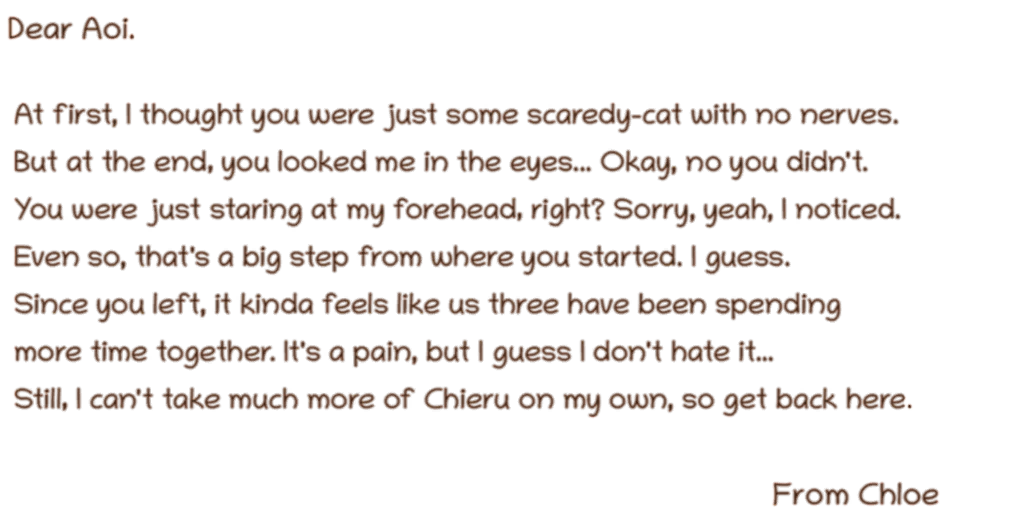 Dear Aoi.
At first, I thought you were just some scaredy-cat with no nerves.
But at the end, you looked me in the eyes... Okay, no you didn't.
You were just staring at my forehead, right? Sorry, yeah, I noticed.
Even so, that's a big step from where you started. I guess.
Since you left, it kinda feels like us three have been spending
more time together. It's a pain, but I guess I don't hate it...
Still, I can't take much more of Chieru on my own, so get back here.
From Chloe